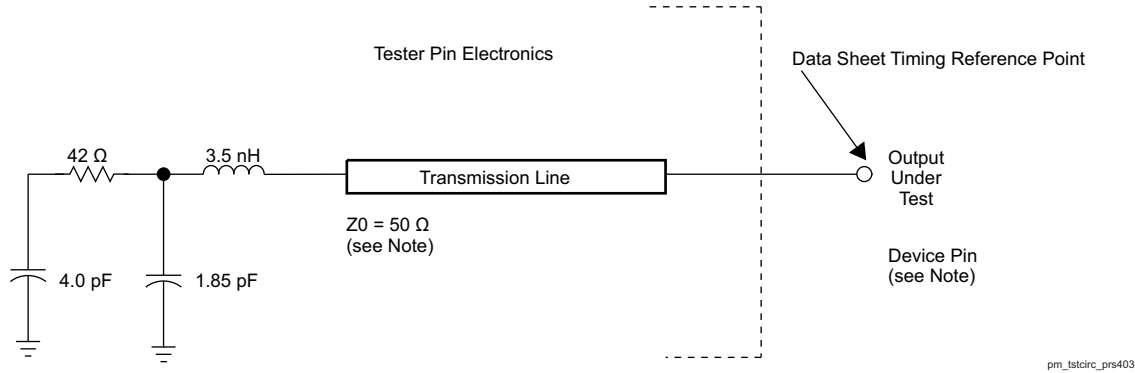 Tester Pin Electronics
Data Sheet Timing Reference Point
42 Ω
3.5 nH
Transmission Line
Output
Under
Test
Z0 = 50 Ω
(see Note)
4.0 pF
1.85 pF
Device Pin
(see Note)
pm_tstcirc_prs403